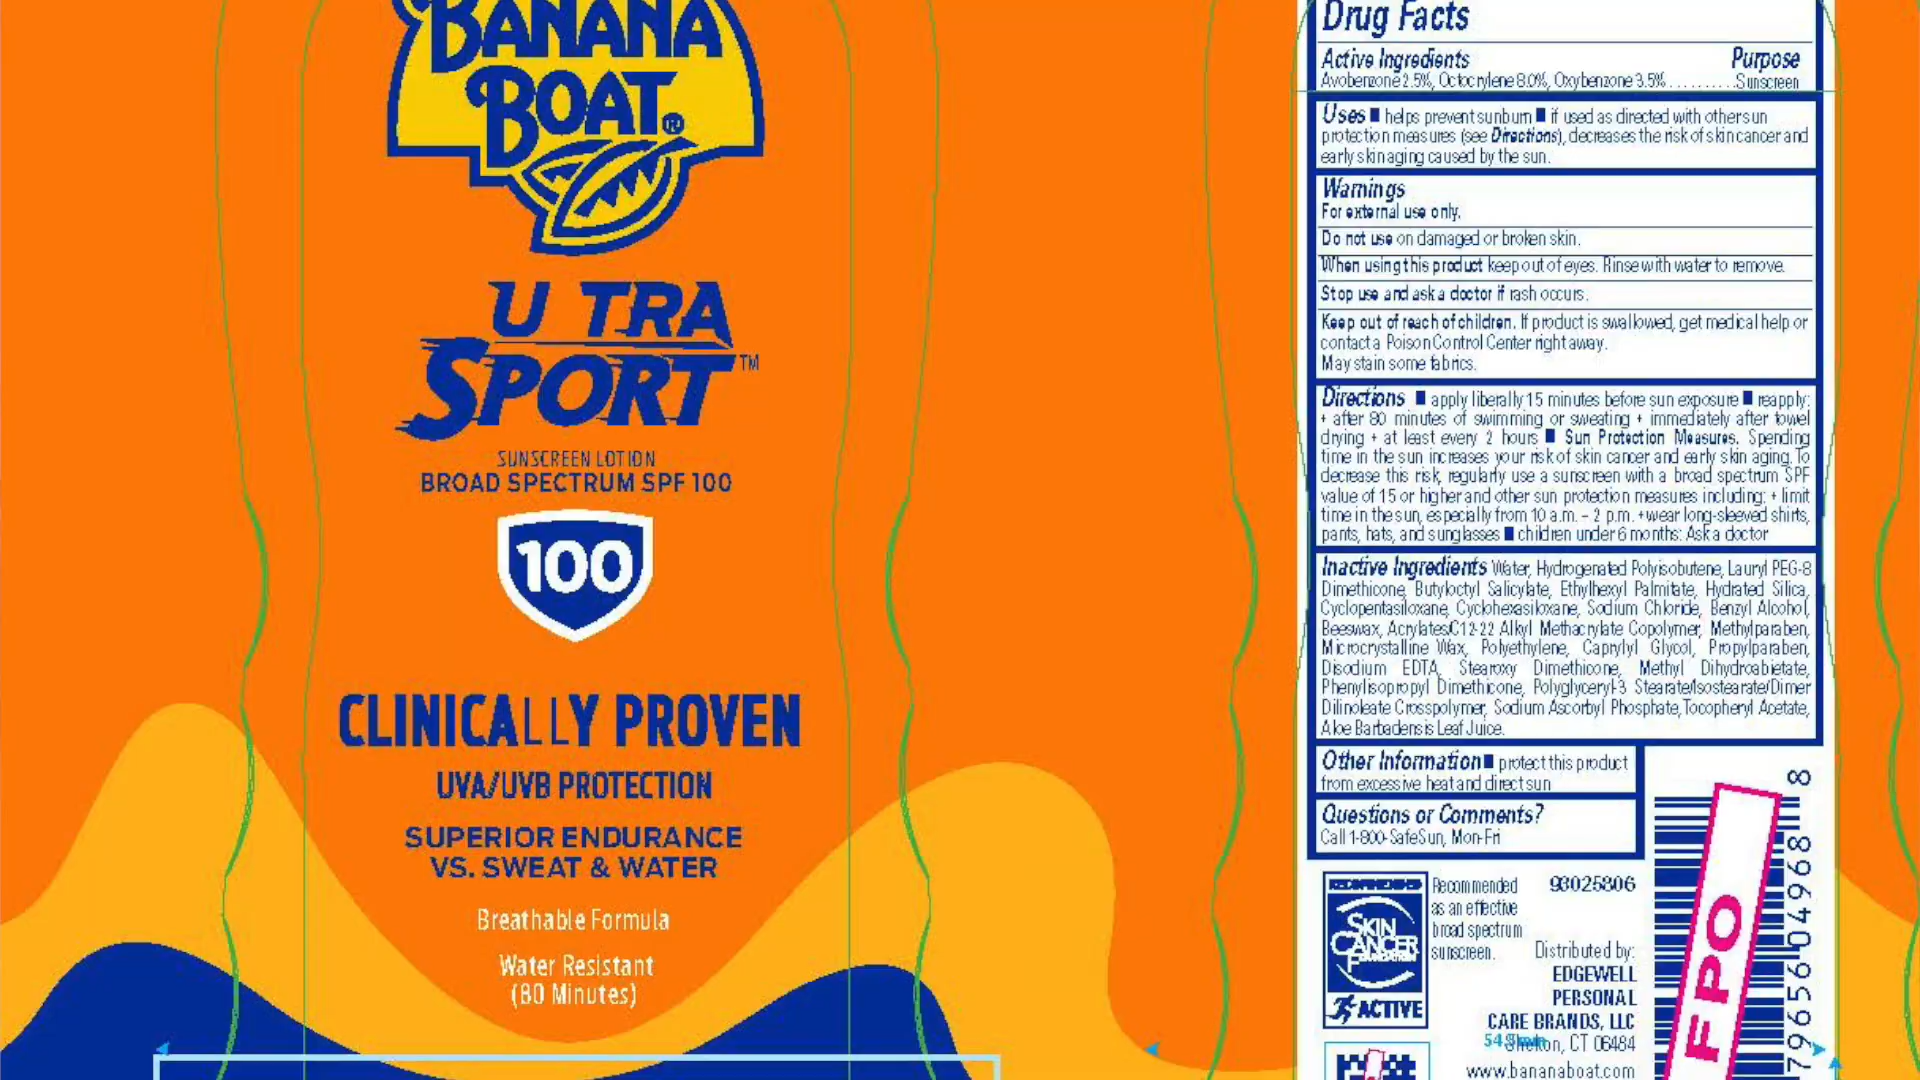 BANANA
BOAT®
U TRA
SPORT™
SUNSCREEN LOTION
BROAD SPECTRUM SPF 100
100
CLINICALLY PROVEN
UVA/UVB PROTECTION
SUPERIOR ENDURANCE
VS. SWEAT & WATER
Breathable Formula
Water Resistant
(80 Minutes)
Drug Facts
Active Ingredients Purpose
Avobenzone 2.5%, Octocrylene 8.0%, Oxybenzone 3.5% .......... Sunscreen
Uses ■ helps prevent sunburn ■ if used as directed with other sun
protection measures (see Directions), decreases the risk of skin cancer and
early skin aging caused by the sun.
Warnings
For external use only.
Do not use on damaged or broken skin.
When using this product keep out of eyes. Rinse with water to remove.
Stop use and ask a doctor if rash occurs.
Keep out of reach of children. If product is swallowed, get medical help or
contact a Poison Control Center right away.
May stain some fabrics.
Directions ■ apply liberally 15 minutes before sun exposure ■ reapply:
+ after 80 minutes of swimming or sweating + immediately after towel
drying + at least every 2 hours ■ Sun Protection Measures. Spending
time in the sun increases your risk of skin cancer and early skin aging. To
decrease this risk, regularly use a sunscreen with a broad spectrum SPF
value of 15 or higher and other sun protection measures including: + limit
time in the sun, especially from 10 a.m. – 2 p.m. + wear long-sleeved shirts,
pants, hats, and sunglasses ■ children under 6 months: Ask a doctor
Inactive Ingredients Water, Hydrogenated Polyisobutene, Lauryl PEG-8
Dimethicone, Butyloctyl Salicylate, Ethylhexyl Palmitate, Hydrated Silica,
Cyclopentasiloxane, Cyclohexasiloxane, Sodium Chloride, Benzyl Alcohol,
Beeswax, Acrylates/C12-22 Alkyl Methacrylate Copolymer, Methylparaben,
Microcrystalline Wax, Polyethylene, Caprylyl Glycol, Propylparaben,
Disodium EDTA, Stearoxy Dimethicone, Methyl Dihydroabietate,
Phenylisopropyl Dimethicone, Polyglyceryl-3 Stearate/Isostearate/Dimer
Dilinoleate Crosspolymer, Sodium Ascorbyl Phosphate, Tocopheryl Acetate,
Aloe Barbadensis Leaf Juice.
Other Information ■ protect this product
from excessive heat and direct sun
Questions or Comments?
Call 1-800-SafeSun, Mon-Fri
RECOMMENDED
SKIN
CANCER
FOUNDATION
ACTIVE
Recommended
as an effective
broad spectrum
sunscreen.
93025806
Distributed by:
EDGEWELL
PERSONAL
CARE BRANDS, LLC
Shelton, CT 06484
www.bananaboat.com
FPO
79656 04968 8